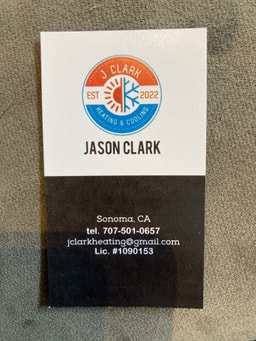 J CLARK
EST 2022
HEATING & COOLING
JASON CLARK
Sonoma, CA
tel. 707-501-0657
jclarkheating@gmail.com
Lic. #1090153